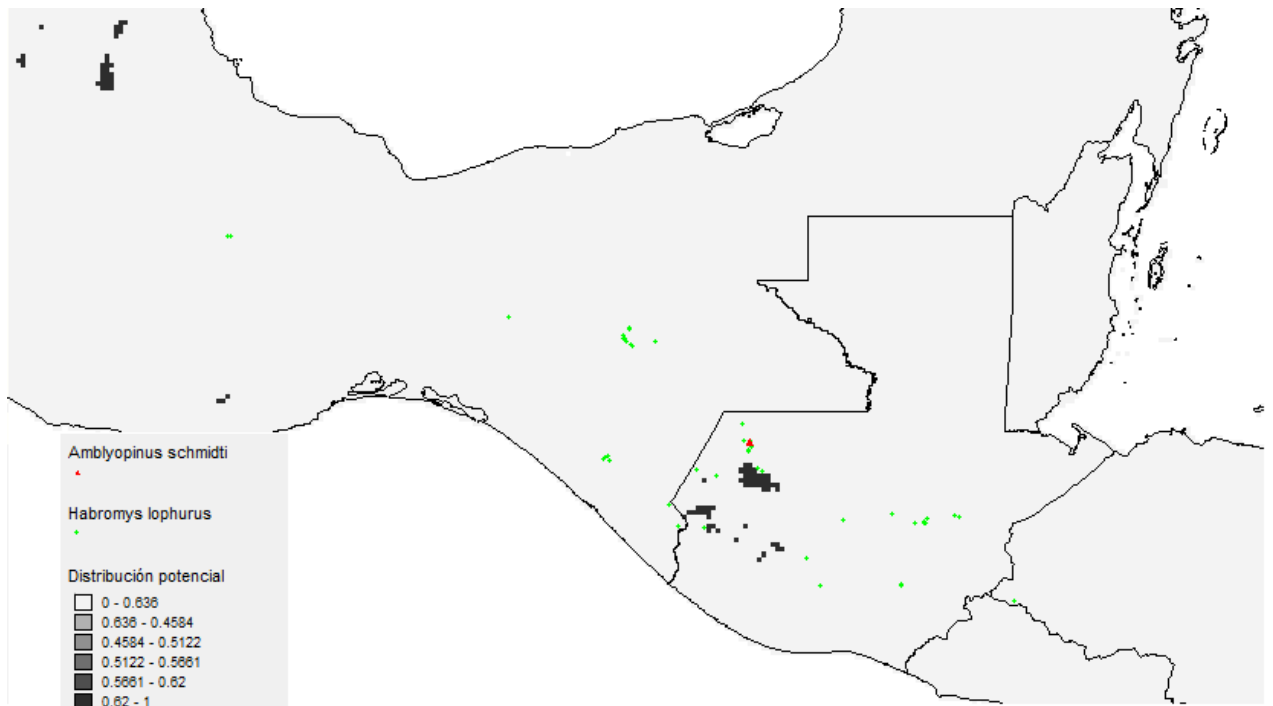 Amblyopinus schmidti
Habromys lophurus
Distribución potencial
0 - 0.636
0.636 - 0.4584
0.4584 - 0.5122
0.5122 - 0.5661
0.5661 - 0.62
0.62 - 1